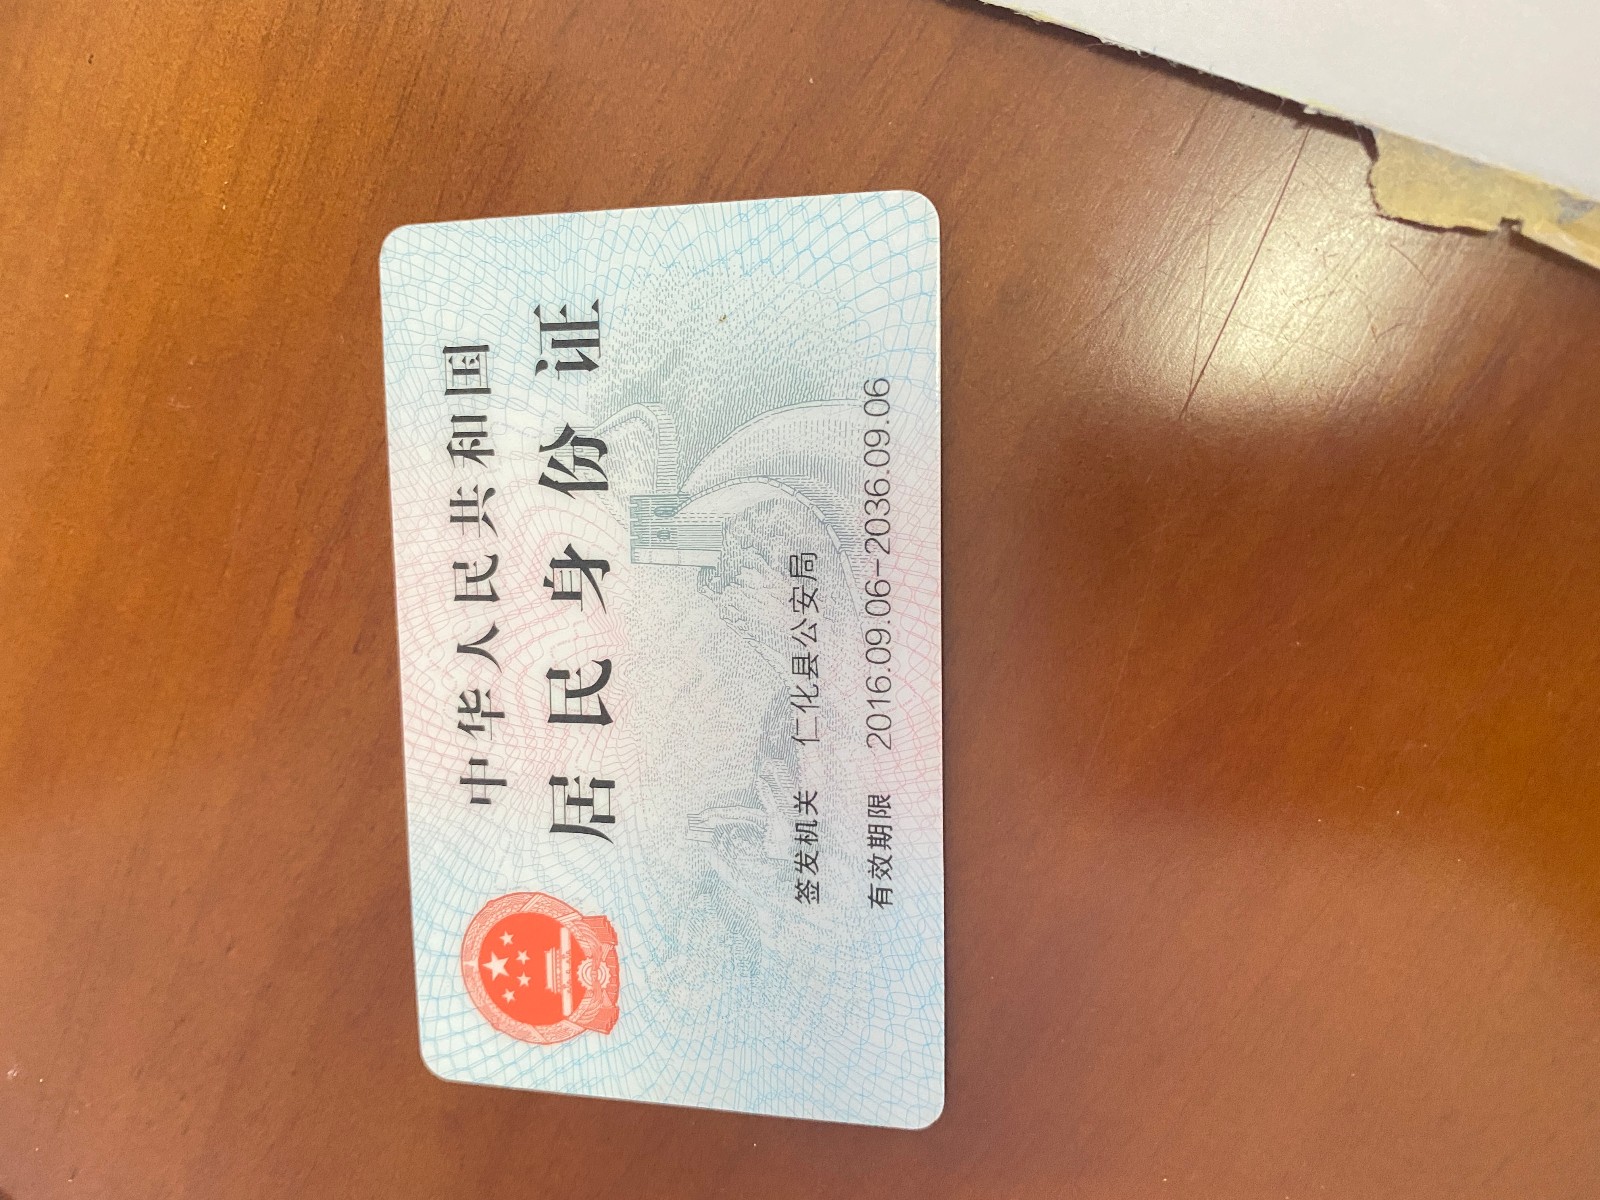 中华人民共和国
居民身份证
签发机关 仁化县公安局
有效期限 2016.09.06-2036.09.06